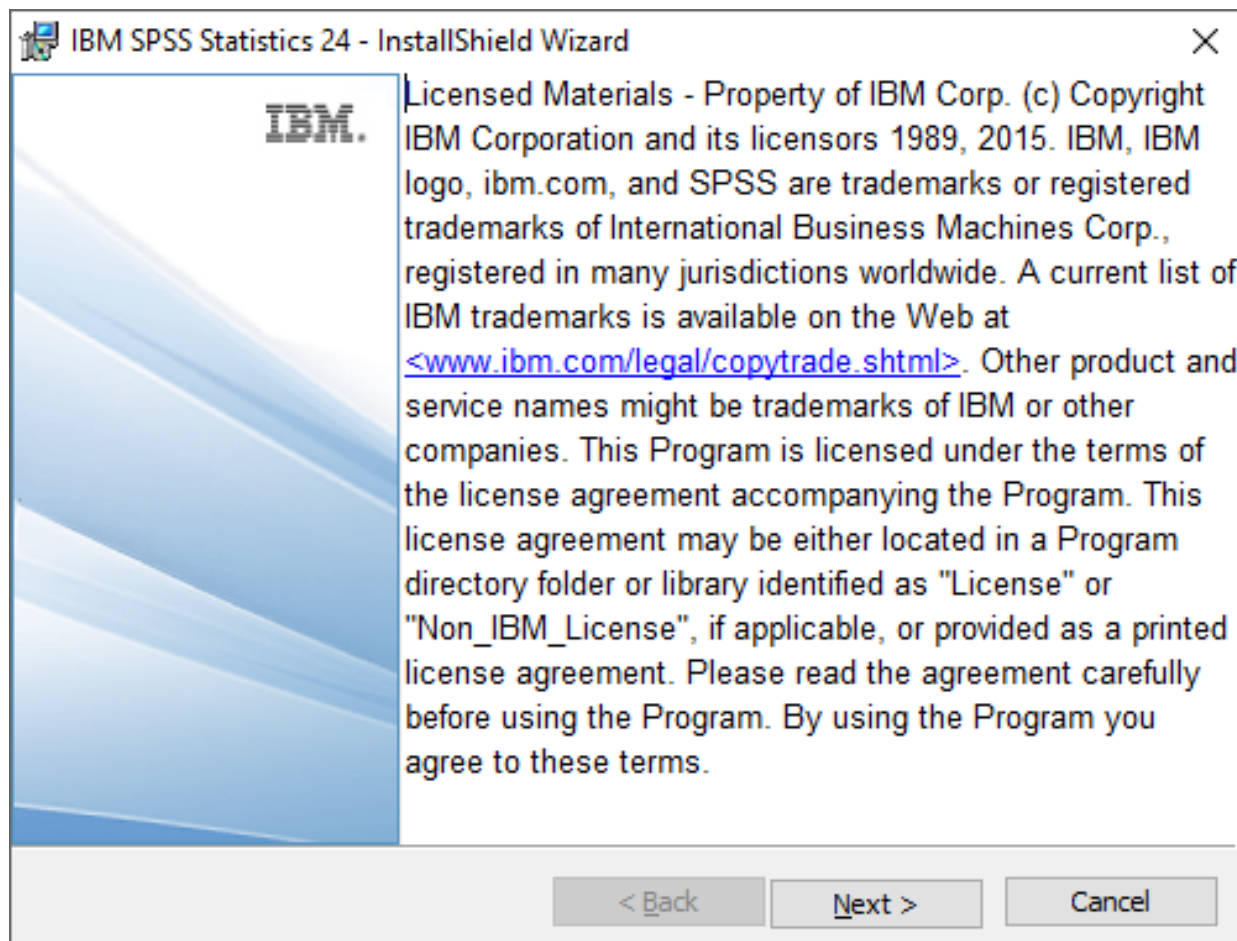 IBM SPSS Statistics 24 - InstallShield Wizard
IBM.
Licensed Materials - Property of IBM Corp. (c) Copyright
IBM Corporation and its licensors 1989, 2015. IBM, IBM
logo, ibm.com, and SPSS are trademarks or registered
trademarks of International Business Machines Corp.,
registered in many jurisdictions worldwide. A current list of
IBM trademarks is available on the Web at
<www.ibm.com/legal/copytrade.shtml>. Other product and
service names might be trademarks of IBM or other
companies. This Program is licensed under the terms of
the license agreement accompanying the Program. This
license agreement may be either located in a Program
directory folder or library identified as "License" or
"Non_IBM_License", if applicable, or provided as a printed
license agreement. Please read the agreement carefully
before using the Program. By using the Program you
agree to these terms.
< Back
Next >
Cancel